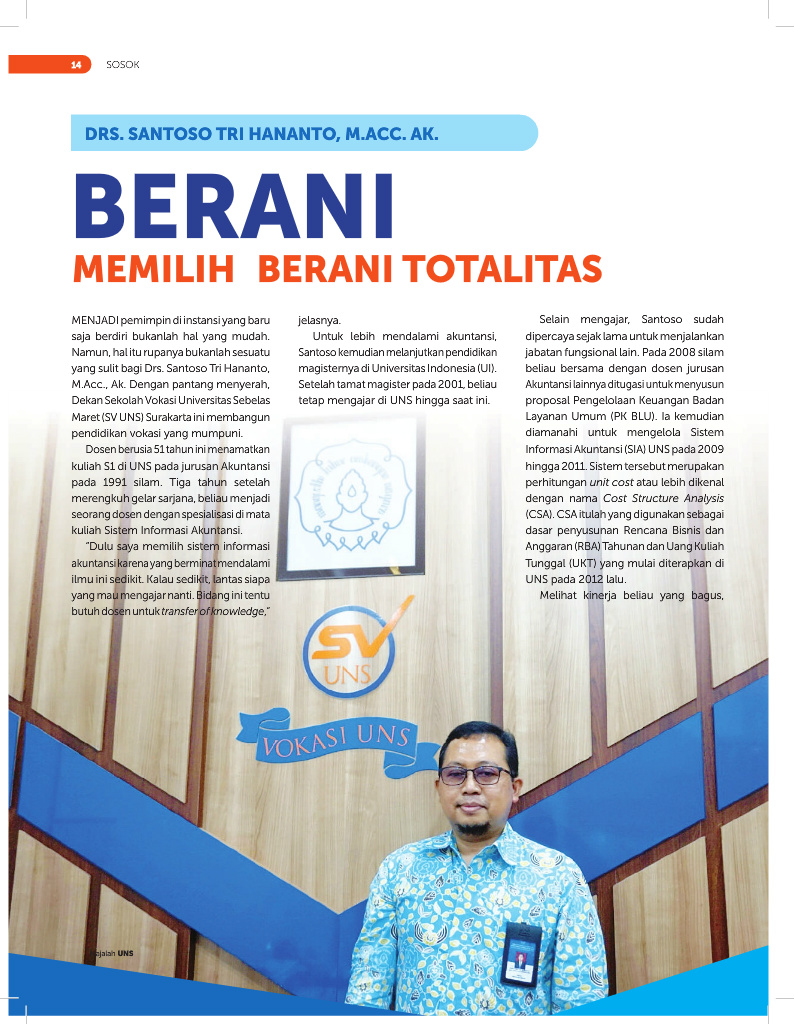 14 SOSOK
DRS. SANTOSO TRI HANANTO, M.ACC. AK.
BERANI
MEMILIH BERANI TOTALITAS
MENJADI pemimpin di instansi yang baru
saja berdiri bukanlah hal yang mudah.
Namun, hal itu rupanya bukanlah sesuatu
yang sulit bagi Drs. Santoso Tri Hananto,
M.Acc., Ak. Dengan pantang menyerah,
Dekan Sekolah Vokasi Universitas Sebelas
Maret (SV UNS) Surakarta ini membangun
pendidikan vokasi yang mumpuni.
Dosen berusia 51 tahun ini menamatkan
kuliah S1 di UNS pada jurusan Akuntansi
pada 1991 silam. Tiga tahun setelah
merengkuh gelar sarjana, beliau menjadi
seorang dosen dengan spesialisasi di mata
kuliah Sistem Informasi Akuntansi.
“Dulu saya memilih sistem informasi
akuntansi karena yang berminat mendalami
ilmu ini sedikit. Kalau sedikit, lantas siapa
yang mau mengajar nanti. Bidang ini tentu
butuh dosen untuk transfer of knowledge,”
jelasnya.
Untuk lebih mendalami akuntansi,
Santoso kemudian melanjutkan pendidikan
magisternya di Universitas Indonesia (UI).
Setelah tamat magister pada 2001, beliau
tetap mengajar di UNS hingga saat ini.
Selain mengajar, Santoso sudah
dipercaya sejak lama untuk menjalankan
jabatan fungsional lain. Pada 2008 silam
beliau bersama dengan dosen jurusan
Akuntansi lainnya ditugasi untuk menyusun
proposal Pengelolaan Keuangan Badan
Layanan Umum (PK BLU). Ia kemudian
diamanahi untuk mengelola Sistem
Informasi Akuntansi (SIA) UNS pada 2009
hingga 2011. Sistem tersebut merupakan
perhitungan unit cost atau lebih dikenal
dengan nama Cost Structure Analysis
(CSA). CSA itulah yang digunakan sebagai
dasar penyusunan Rencana Bisnis dan
Anggaran (RBA) Tahunan dan Uang Kuliah
Tunggal (UKT) yang mulai diterapkan di
UNS pada 2012 lalu.
Melihat kinerja beliau yang bagus,
SV
UNS
VOKASI UNS
ajalah UNS